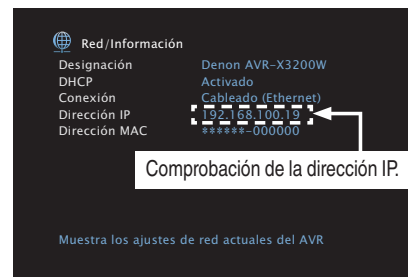 Red/Información
Designación Denon AVR-X3200W
DHCP Activado
Conexión Cableado (Ethernet)
Dirección IP 192.168.100.19
Dirección MAC ******-000000
Comprobación de la dirección IP.
Muestra los ajustes de red actuales del AVR